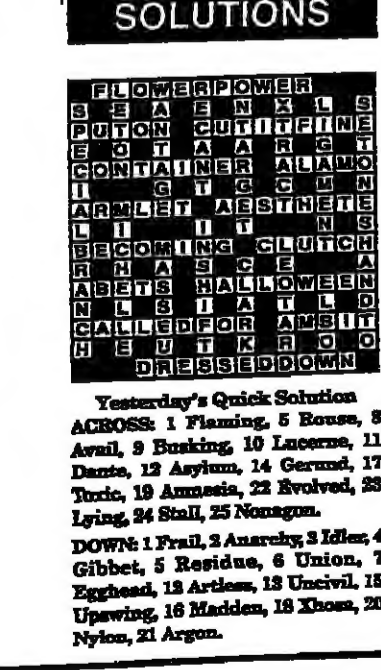 SOLUTIONS
FLOWERPOWER
S E A E N X L S
PUTON CUTITFINE
E O T A A R G T
CONTAINER ALAMO
I G T G C M N
ARMLET AESTHETE
L I I T N S
BECOMING CLUTCH
R H A S C E A
ABETS HALLOWEEN
N L S I A T L D
CALLEDFOR AMBIT
H E U T K R O O
DRESSEDDOWN
Yesterday's Quick Solution
ACROSS: 1 Flaming, 5 Rouse, 8
Avail, 9 Busking, 10 Lucerne, 11
Dante, 12 Asylum, 14 Gerund, 17
Toxic, 19 Amnesia, 22 Evolved, 23
Lying, 24 Stall, 25 Nonagon.
DOWN: 1 Frail, 2 Anarchy, 3 Idler, 4
Gibbet, 5 Residue, 6 Union, 7
Egghead, 12 Artless, 13 Uncivil, 15
Upswing, 16 Madden, 18 Xhosa, 20
Nylon, 21 Argon.